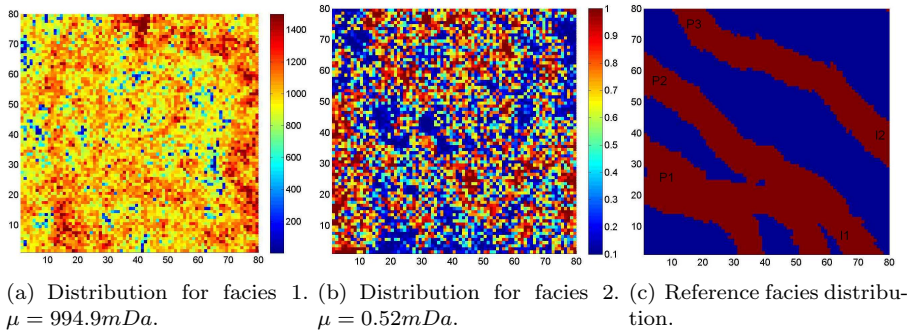 80
70
60
50
40
30
20
10
10 20 30 40 50 60 70 80
1400
1200
1000
800
600
400
200
80
70
60
50
40
30
20
10
10 20 30 40 50 60 70 80
1
0.9
0.8
0.7
0.6
0.5
0.4
0.3
0.2
0.1
80
70
60
50
40
30
20
10
10 20 30 40 50 60 70 80
P3
P2
I2
P1
I1
(a) Distribution for facies 1.
μ = 994.9mDa.
(b) Distribution for facies 2.
μ = 0.52mDa.
(c) Reference facies distribu-
tion.